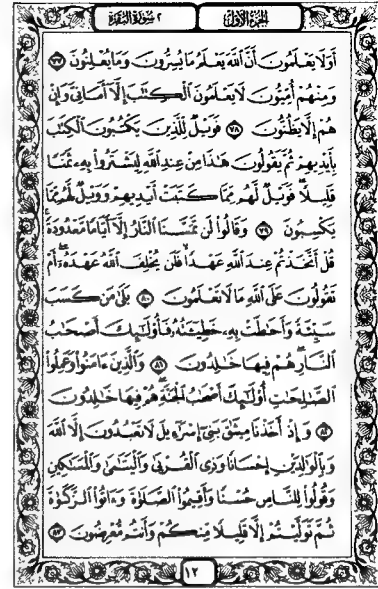 الجزء الأول
٢ سورة البقرة
أَوَلَا يَعْلَمُونَ أَنَّ ٱللَّهَ يَعْلَمُ مَا يُسِرُّونَ وَمَا يُعْلِنُونَ ٧٧
وَمِنْهُمْ أُمِّيُّونَ لَا يَعْلَمُونَ ٱلْكِتَٰبَ إِلَّآ أَمَانِىَّ وَإِنْ
هُمْ إِلَّا يَظُنُّونَ ٧٨ فَوَيْلٌ لِّلَّذِينَ يَكْتُبُونَ ٱلْكِتَٰبَ
بِأَيْدِيهِمْ ثُمَّ يَقُولُونَ هَٰذَا مِنْ عِندِ ٱللَّهِ لِيَشْتَرُوا۟ بِهِۦ ثَمَنًا
قَلِيلًا فَوَيْلٌ لَّهُم مِّمَّا كَتَبَتْ أَيْدِيهِمْ وَوَيْلٌ لَّهُم مِّمَّا
يَكْسِبُونَ ٧٩ وَقَالُوا۟ لَن تَمَسَّنَا ٱلنَّارُ إِلَّآ أَيَّامًا مَّعْدُودَةً
قُلْ أَتَّخَذْتُمْ عِندَ ٱللَّهِ عَهْدًا فَلَن يُخْلِفَ ٱللَّهُ عَهْدَهُۥٓ أَمْ
تَقُولُونَ عَلَى ٱللَّهِ مَا لَا تَعْلَمُونَ ٨٠ بَلَىٰ مَن كَسَبَ
سَيِّئَةً وَأَحَٰطَتْ بِهِۦ خَطِيٓـَٔتُهُۥ فَأُو۟لَٰٓئِكَ أَصْحَٰبُ
ٱلنَّارِ هُمْ فِيهَا خَٰلِدُونَ ٨١ وَٱلَّذِينَ ءَامَنُوا۟ وَعَمِلُوا۟
ٱلصَّٰلِحَٰتِ أُو۟لَٰٓئِكَ أَصْحَٰبُ ٱلْجَنَّةِ هُمْ فِيهَا خَٰلِدُونَ
٨٢ وَإِذْ أَخَذْنَا مِيثَٰقَ بَنِىٓ إِسْرَٰٓءِيلَ لَا تَعْبُدُونَ إِلَّا ٱللَّهَ
وَبِٱلْوَٰلِدَيْنِ إِحْسَانًا وَذِى ٱلْقُرْبَىٰ وَٱلْيَتَٰمَىٰ وَٱلْمَسَٰكِينِ
وَقُولُوا۟ لِلنَّاسِ حُسْنًا وَأَقِيمُوا۟ ٱلصَّلَوٰةَ وَءَاتُوا۟ ٱلزَّكَوٰةَ
ثُمَّ تَوَلَّيْتُمْ إِلَّا قَلِيلًا مِّنكُمْ وَأَنتُم مُّعْرِضُونَ ٨٣
١٢